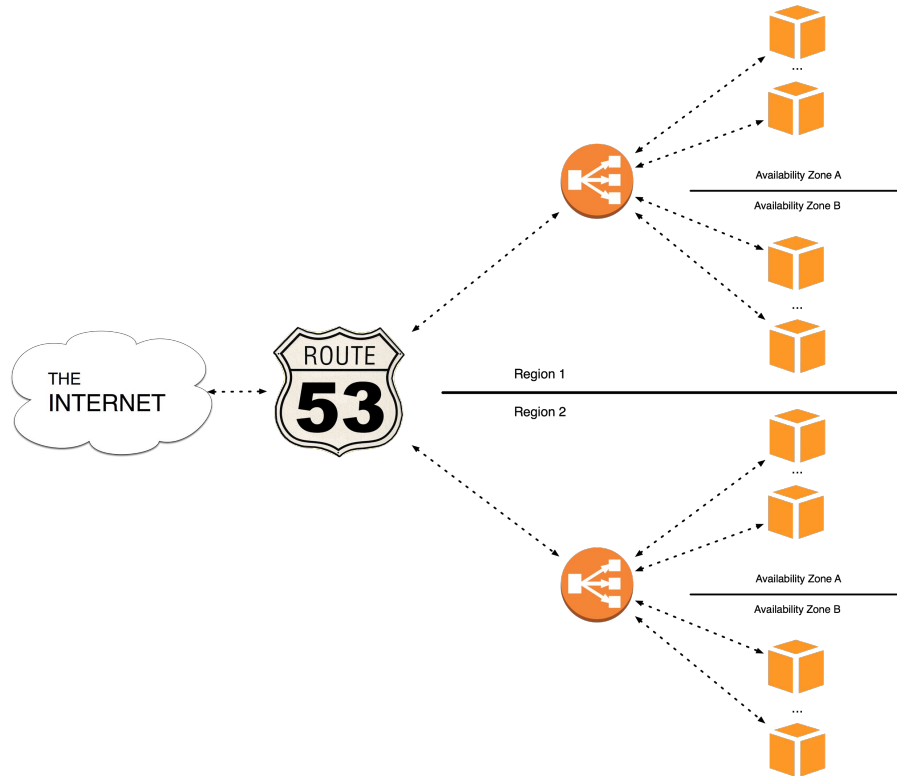 ...
Availability Zone A
Availability Zone B
...
THE
INTERNET
ROUTE
53
Region 1
Region 2
...
Availability Zone A
Availability Zone B
...